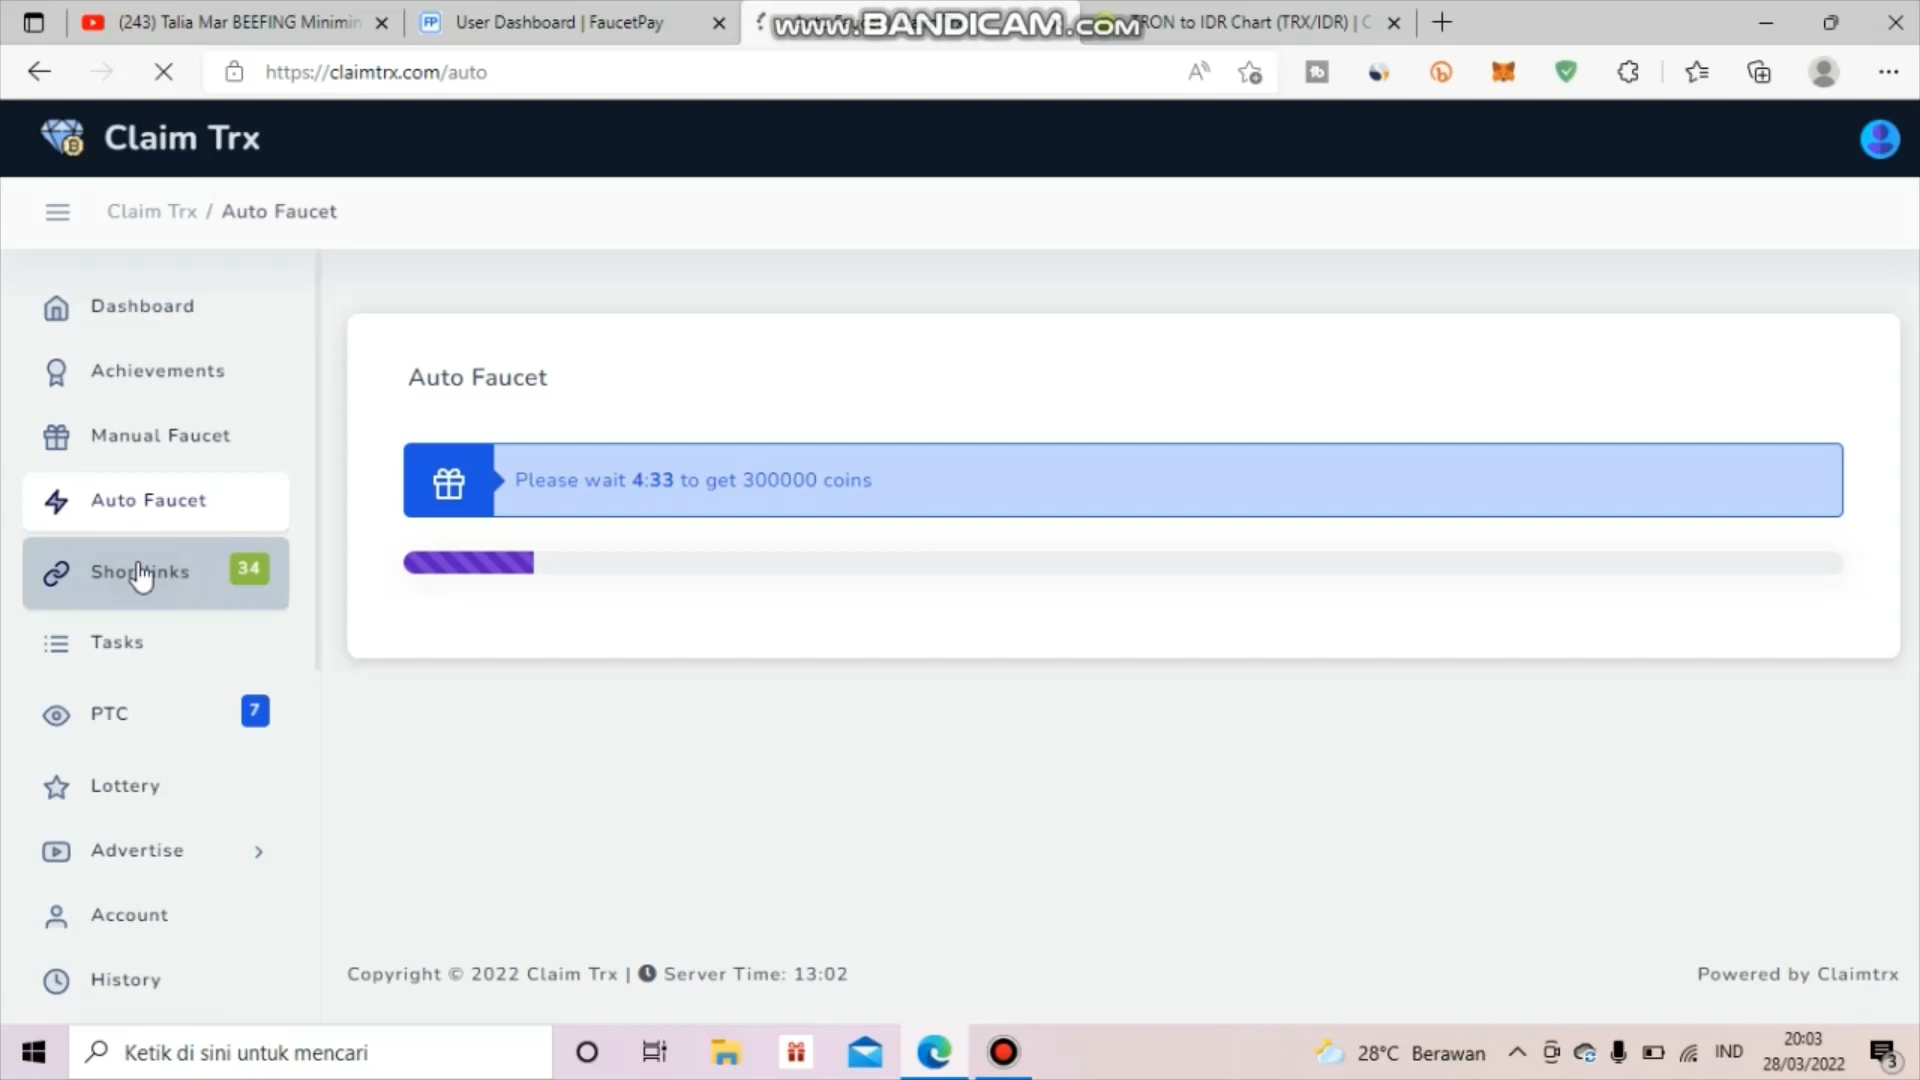 (243) Talia Mar BEEFING Minimin
User Dashboard | FaucetPay
www.BANDICAM.com
TRON to IDR Chart (TRX/IDR) | C
https://claimtrx.com/auto
Claim Trx
Claim Trx / Auto Faucet
Dashboard
Achievements
Manual Faucet
Auto Faucet
Shortlinks 34
Tasks
PTC 7
Lottery
Advertise
Account
History
Auto Faucet
Please wait 4:33 to get 300000 coins
Copyright © 2022 Claim Trx | Server Time: 13:02
Powered by Claimtrx
Ketik di sini untuk mencari
28°C Berawan
IND
20:03
28/03/2022
3